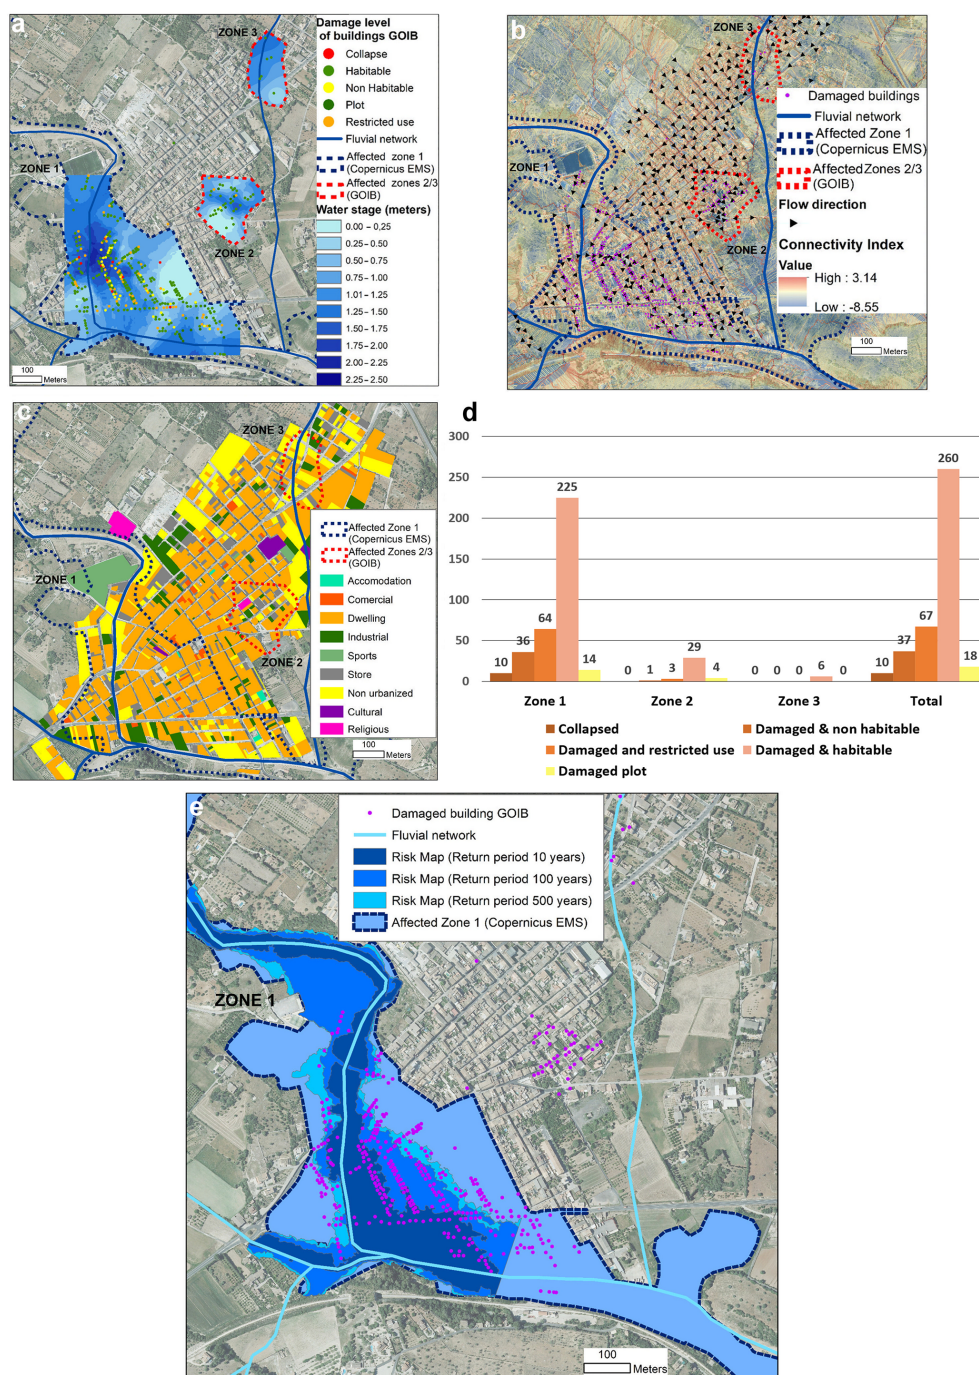 a
ZONE 3
ZONE 1
ZONE 2
100
Meters
Damage level
of buildings GOIB
Collapse
Habitable
Non Habitable
Plot
Restricted use
Fluvial network
Affected zone 1
(Copernicus EMS)
Affected zones 2/3
(GOIB)
Water stage (meters)
0.00 – 0,25
0.25 – 0.50
0.50 – 0.75
0.75 – 1.00
1.01 – 1.25
1.25 – 1.50
1.50 – 1.75
1.75 – 2.00
2.00 – 2.25
2.25 – 2.50
b
ZONE 3
ZONE 1
ZONE 2
Damaged buildings
Fluvial network
Affected Zone 1
(Copernicus EMS)
Affected Zones 2/3
(GOIB)
Flow direction
Connectivity Index
Value
High : 3.14
Low : -8.55
100
Meters
c
ZONE 3
ZONE 1
ZONE 2
Affected Zone 1
(Copernicus EMS)
Affected Zones 2/3
(GOIB)
Accomodation
Comercial
Dwelling
Industrial
Sports
Store
Non urbanized
Cultural
Religious
100
Meters
d
300
250
200
150
100
50
0
10 36 64 225 14
0 1 3 29 4
0 0 0 6 0
10 37 67 260 18
Zone 1 Zone 2 Zone 3 Total
Collapsed
Damaged & non habitable
Damaged and restricted use
Damaged & habitable
Damaged plot
e
Damaged building GOIB
Fluvial network
Risk Map (Return period 10 years)
Risk Map (Return period 100 years)
Risk Map (Return period 500 years)
Affected Zone 1 (Copernicus EMS)
ZONE 1
100
Meters